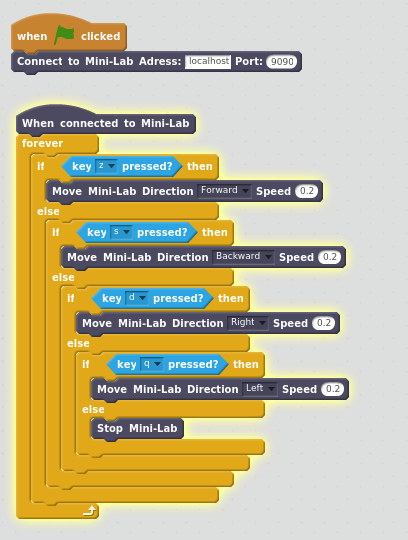 when clicked
Connect to Mini-Lab Adress: localhost Port: 9090
When connected to Mini-Lab
forever
if key z pressed? then
Move Mini-Lab Direction Forward Speed 0.2
else
if key s pressed? then
Move Mini-Lab Direction Backward Speed 0.2
else
if key d pressed? then
Move Mini-Lab Direction Right Speed 0.2
else
if key q pressed? then
Move Mini-Lab Direction Left Speed 0.2
else
Stop Mini-Lab